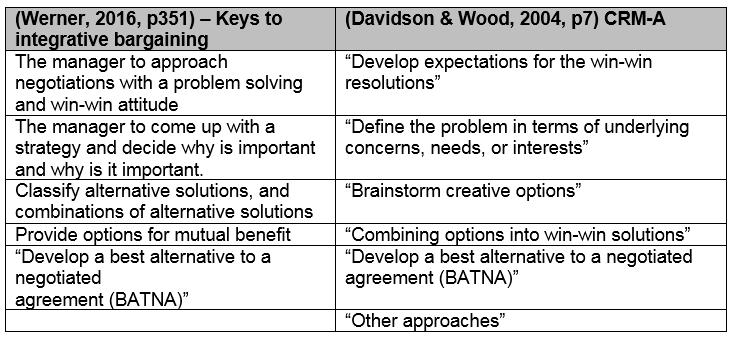 (Werner, 2016, p351) – Keys to
integrative bargaining
(Davidson & Wood, 2004, p7) CRM-A
The manager to approach
negotiations with a problem solving
and win-win attitude
“Develop expectations for the win-win
resolutions”
The manager to come up with a
strategy and decide why is important
and why is it important.
“Define the problem in terms of underlying
concerns, needs, or interests”
Classify alternative solutions, and
combinations of alternative solutions
“Brainstorm creative options”
Provide options for mutual benefit
“Combining options into win-win solutions”
“Develop a best alternative to a
negotiated
agreement (BATNA)”
“Develop a best alternative to a negotiated
agreement (BATNA)”
“Other approaches”